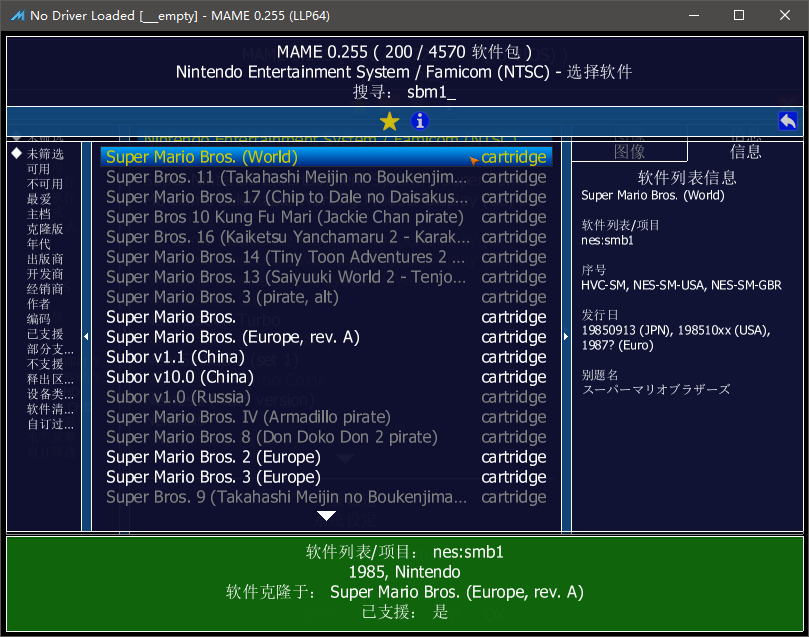 No Driver Loaded [__empty] - MAME 0.255 (LLP64)
MAME 0.255 ( 200 / 4570 软件包 )
Nintendo Entertainment System / Famicom (NTSC) - 选择软件
搜寻： sbm1_
未筛选
可用
不可用
最爱
主档
克隆版
年代
出版商
开发商
经销商
作者
编码
已支援
部分支...
不支援
释出区...
设备类...
软件清...
自订过...
Super Mario Bros. (World) cartridge
Super Bros. 11 (Takahashi Meijin no Boukenjim... cartridge
Super Mario Bros. 17 (Chip to Dale no Daisakus... cartridge
Super Bros 10 Kung Fu Mari (Jackie Chan pirate) cartridge
Super Bros. 16 (Kaiketsu Yanchamaru 2 - Karak... cartridge
Super Mario Bros. 14 (Tiny Toon Adventures 2 ... cartridge
Super Mario Bros. 13 (Saiyuuki World 2 - Tenjo... cartridge
Super Mario Bros. 3 (pirate, alt) cartridge
Super Mario Bros. cartridge
Super Mario Bros. (Europe, rev. A) cartridge
Subor v1.1 (China) cartridge
Subor v10.0 (China) cartridge
Subor v1.0 (Russia) cartridge
Super Mario Bros. IV (Armadillo pirate) cartridge
Super Mario Bros. 8 (Don Doko Don 2 pirate) cartridge
Super Mario Bros. 2 (Europe) cartridge
Super Mario Bros. 3 (Europe) cartridge
Super Bros. 9 (Takahashi Meijin no Boukenjima... cartridge
图像 信息
软件列表信息
Super Mario Bros. (World)
软件列表/项目
nes:smb1
序号
HVC-SM, NES-SM-USA, NES-SM-GBR
发行日
19850913 (JPN), 198510xx (USA),
1987? (Euro)
别题名
スーパーマリオブラザーズ
软件列表/项目： nes:smb1
1985, Nintendo
软件克隆于： Super Mario Bros. (Europe, rev. A)
已支援： 是